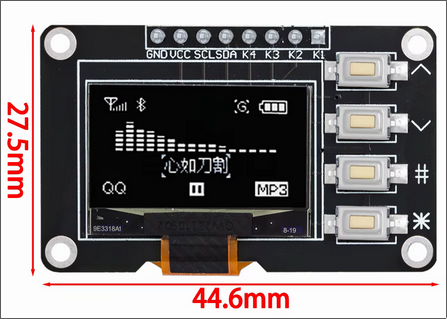 GND VCC SCL SDA K4 K3 K2 K1
G
心如刀割
QQ
MP3
#
*
9E3318AI
8-19
27.5mm
44.6mm